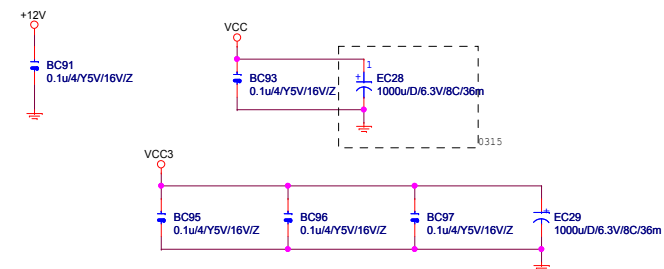 +12V
BC91
0.1u/4/Y5V/16V/Z
VCC
BC93
0.1u/4/Y5V/16V/Z
1
+
EC28
1000u/D/6.3V/8C/36m
0315
VCC3
BC95
0.1u/4/Y5V/16V/Z
BC96
0.1u/4/Y5V/16V/Z
BC97
0.1u/4/Y5V/16V/Z
+
EC29
1000u/D/6.3V/8C/36m